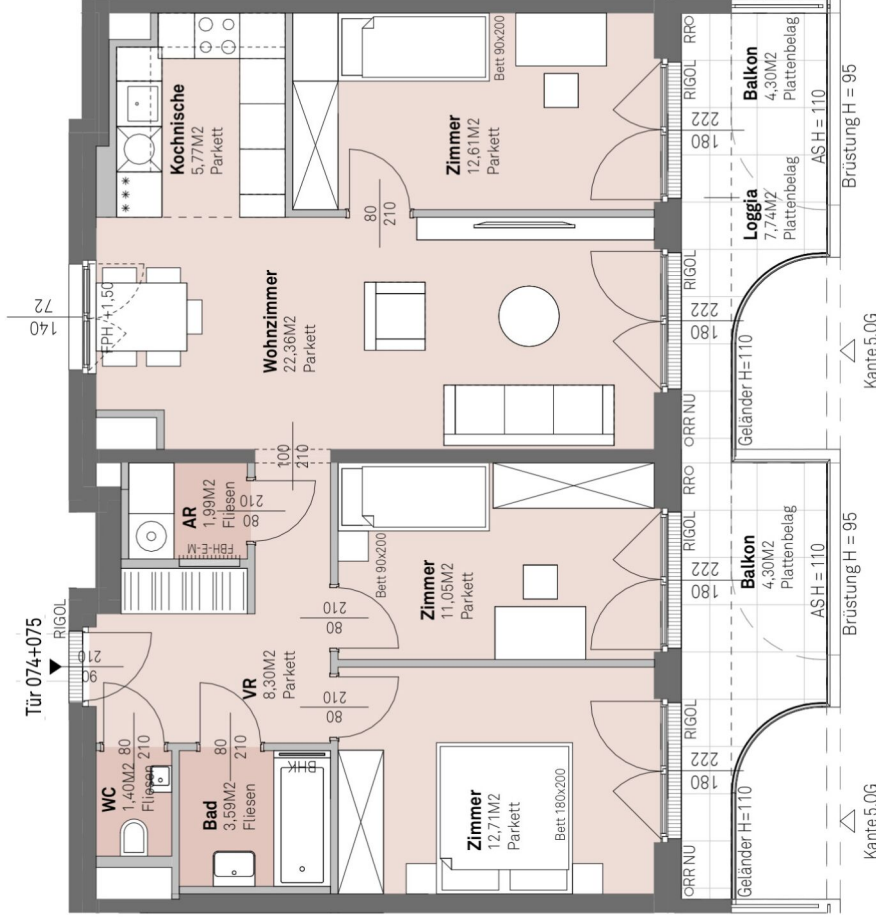 Tür 074+075
RIGOL
90
210
WC
1,40M2
Fliesen
80
210
Bad
3,59M2
Fliesen
80
210
BHK
VR
8,30M2
Parkett
AR
1,99M2
Fliesen
FBH-E-M
80
210
100
210
140
72
FPH +1,50
Wohnzimmer
22,36M2
Parkett
Kochnische
5,77M2
Parkett
Zimmer
12,61M2
Parkett
Bett 90x200
80
210
Zimmer
11,05M2
Parkett
Bett 90x200
80
210
Zimmer
12,71M2
Parkett
Bett 180x200
80
210
RRO
RIGOL
180
222
Balkon
4,30M2
Plattenbelag
AS H = 110
Brüstung H = 95
Loggia
7,74M2
Plattenbelag
RIGOL
180
222
ORR NU
Geländer H=110
Kante 5.OG
RRO
RIGOL
180
222
Balkon
4,30M2
Plattenbelag
AS H = 110
Brüstung H = 95
RIGOL
180
222
ORR NU
Geländer H=110
Kante 5.OG